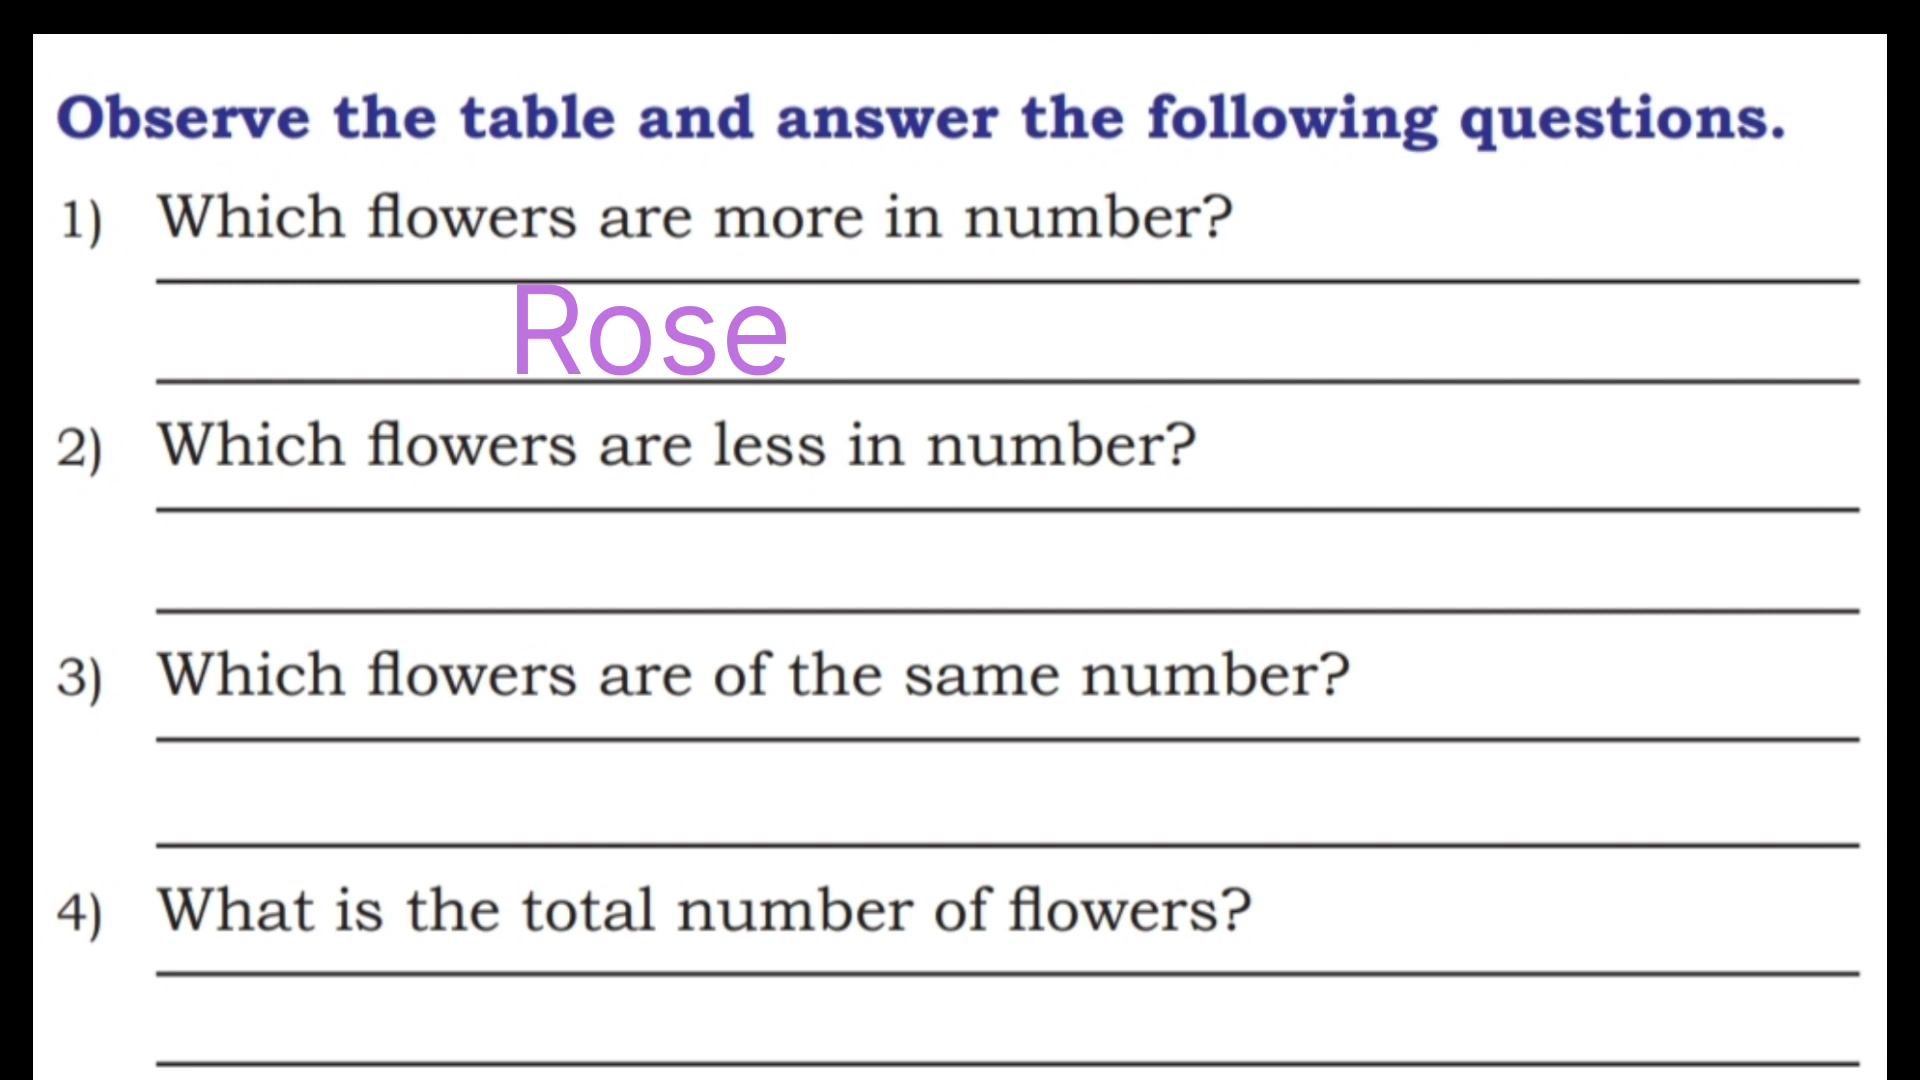 Observe the table and answer the following questions.
1) Which flowers are more in number?
Rose
2) Which flowers are less in number?
3) Which flowers are of the same number?
4) What is the total number of flowers?